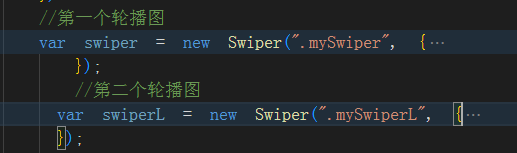 //第一个轮播图
var swiper = new Swiper(".mySwiper", {…
});
//第二个轮播图
var swiperL = new Swiper(".mySwiperL", {…
});